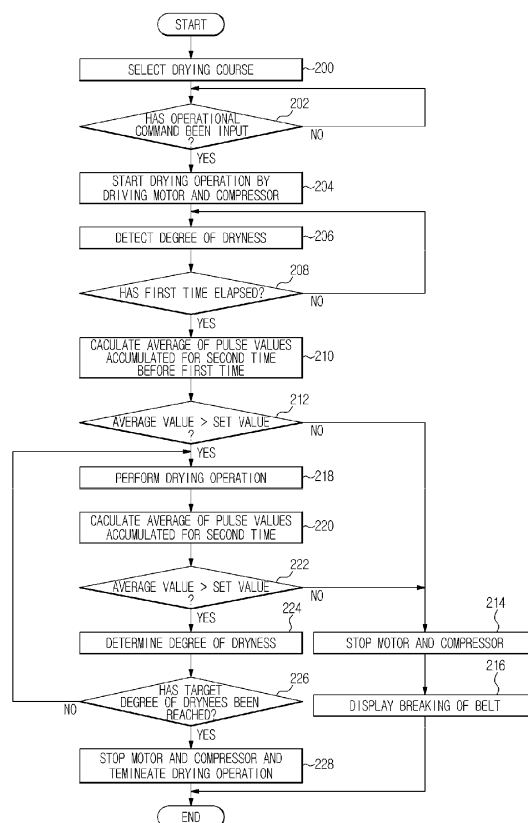 START
SELECT DRYING COURSE
200
202
HAS OPERATIONAL
COMMAND BEEN INPUT
?
NO
YES
START DRYING OPERATION BY
DRIVING MOTOR AND COMPRESSOR
204
DETECT DEGREE OF DRYNESS
206
208
HAS FIRST TIME ELAPSED?
NO
YES
CACULATE AVERAGE OF PULSE VALUES
ACCUMULATED FOR SECOND TIME
BEFORE FIRST TIME
210
212
AVERAGE VALUE > SET VALUE
?
NO
YES
PERFORM DRYING OPERATION
218
CACULATE AVERAGE OF PULSE VALUES
ACCUMULATED FOR SECOND TIME
220
222
AVERAGE VALUE > SET VALUE
?
NO
YES
224
DETERMINE DEGREE OF DRYNESS
214
STOP MOTOR AND COMPRESSOR
226
HAS TARGET
DEGREE OF DRYNEES BEEN
REACHED?
NO
YES
216
DISPLAY BREAKING OF BELT
STOP MOTOR AND COMPRESSOR AND
TEMINEATE DRYING OPERATION
228
END